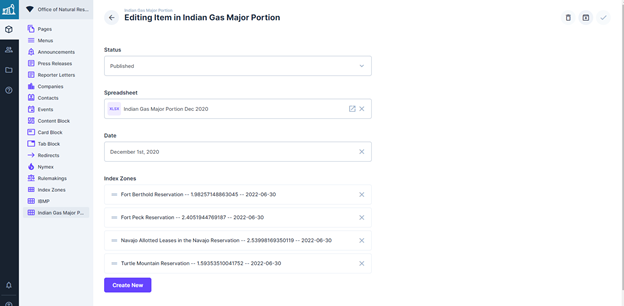 Office of Natural Res...
Pages
Menus
Announcements
Press Releases
Reporter Letters
Companies
Contacts
Events
Content Block
Card Block
Tab Block
Redirects
Nymex
Rulemakings
Index Zones
IBMP
Indian Gas Major P...
Indian Gas Major Portion
Editing Item in Indian Gas Major Portion
Status
Published
Spreadsheet
XLSX Indian Gas Major Portion Dec 2020
Date
December 1st, 2020
Index Zones
Fort Berthold Reservation -- 1.98257148863045 -- 2022-06-30
Fort Peck Reservation -- 2.4051944769187 -- 2022-06-30
Navajo Allotted Leases in the Navajo Reservation -- 2.53998169350119 -- 2022-06-30
Turtle Mountain Reservation -- 1.59353510041752 -- 2022-06-30
Create New